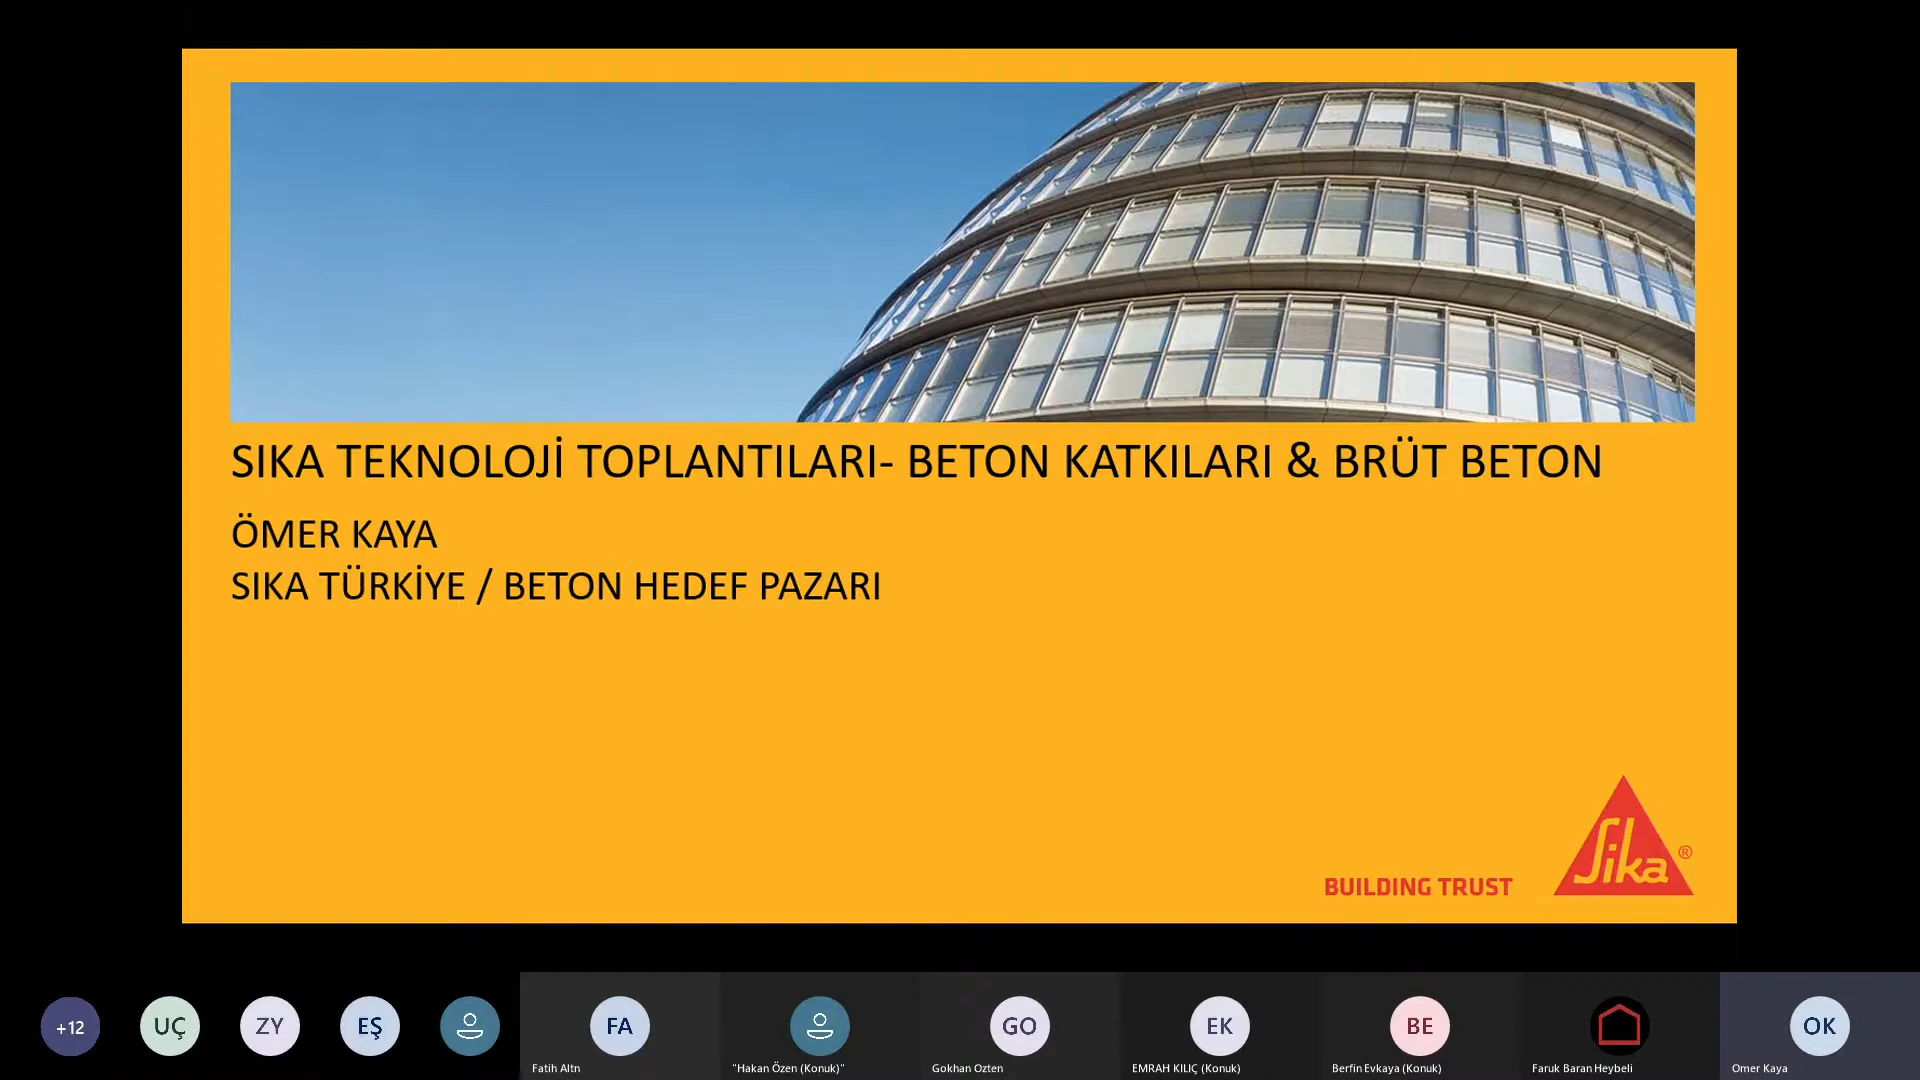 SIKA TEKNOLOJİ TOPLANTILARI- BETON KATKILARI & BRÜT BETON
ÖMER KAYA
SIKA TÜRKİYE / BETON HEDEF PAZARI
BUILDING TRUST
Sika®
+12
UÇ
ZY
EŞ
FA
GO
EK
BE
OK
Fatih Altn
"Hakan Özen (Konuk)"
Gokhan Ozten
EMRAH KILIÇ (Konuk)
Berfin Evkaya (Konuk)
Faruk Baran Heybeli
Omer Kaya